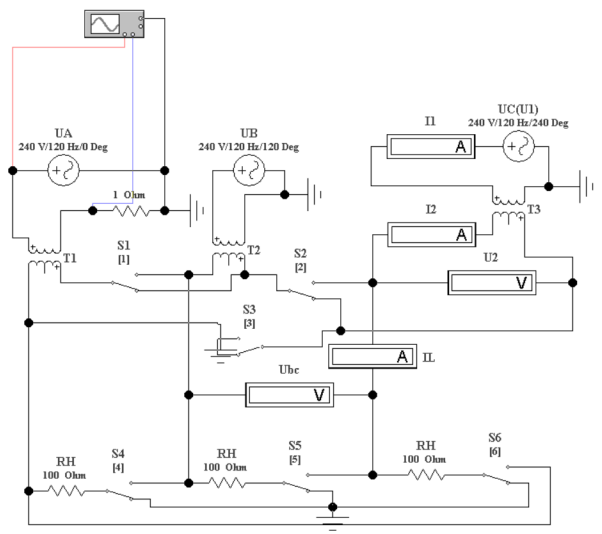 UA
240 V/120 Hz/0 Deg
UB
240 V/120 Hz/120 Deg
I1
A
UC(U1)
240 V/120 Hz/240 Deg
1 Ohm
T1
S1
[1]
T2
S2
[2]
I2
A
T3
U2
V
S3
[3]
A
IL
Ubc
V
RH
100 Ohm
S4
[4]
RH
100 Ohm
S5
[5]
RH
100 Ohm
S6
[6]